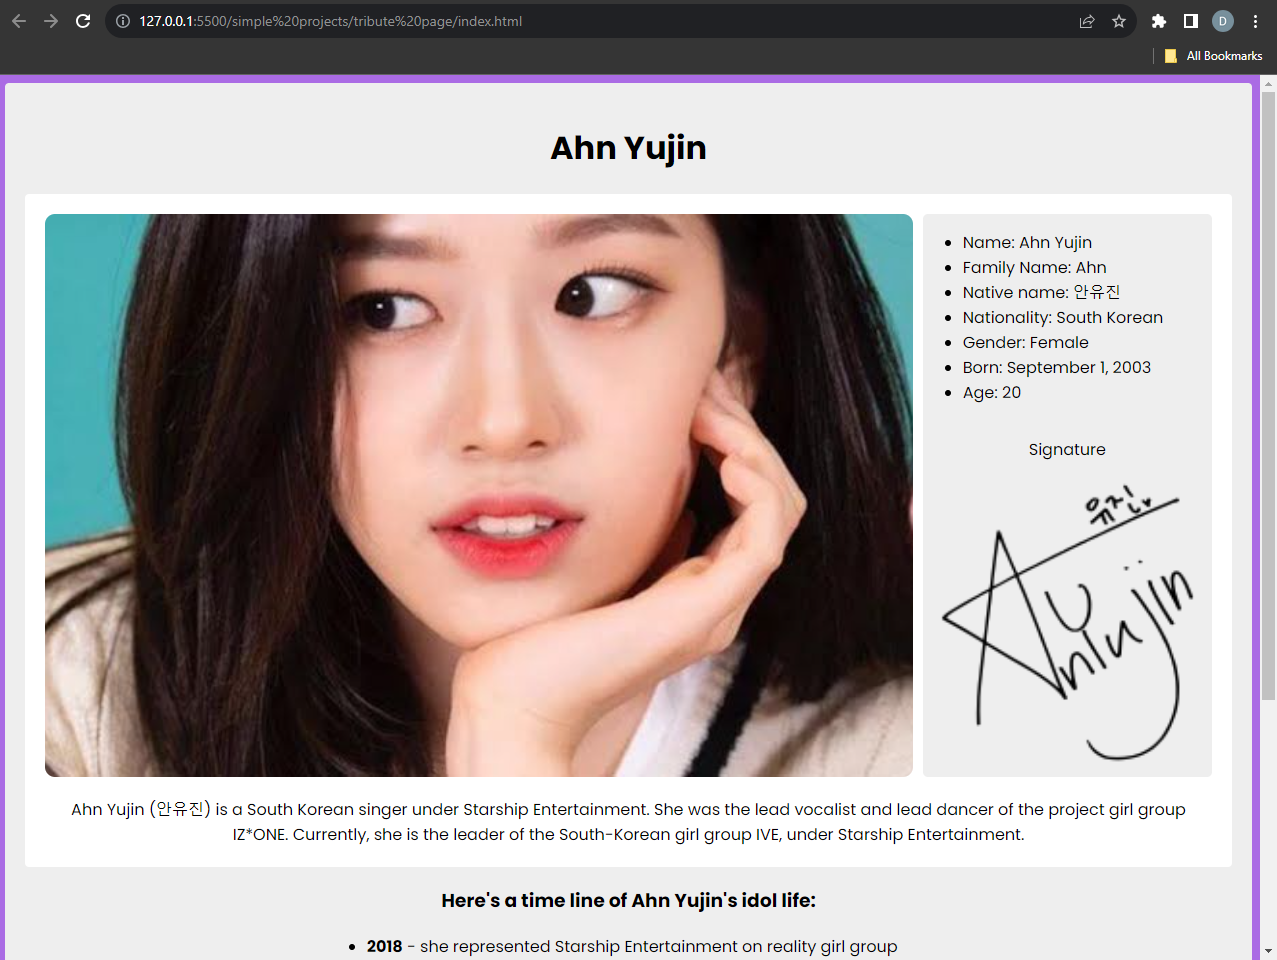 127.0.0.1:5500/simple%20projects/tribute%20page/index.html
D
All Bookmarks
Ahn Yujin
Name: Ahn Yujin
Family Name: Ahn
Native name: 안유진
Nationality: South Korean
Gender: Female
Born: September 1, 2003
Age: 20
Signature
유진
Ahnyujin
Ahn Yujin (안유진) is a South Korean singer under Starship Entertainment. She was the lead vocalist and lead dancer of the project girl group
IZ*ONE. Currently, she is the leader of the South-Korean girl group IVE, under Starship Entertainment.
Here's a time line of Ahn Yujin's idol life:
2018 - she represented Starship Entertainment on reality girl group